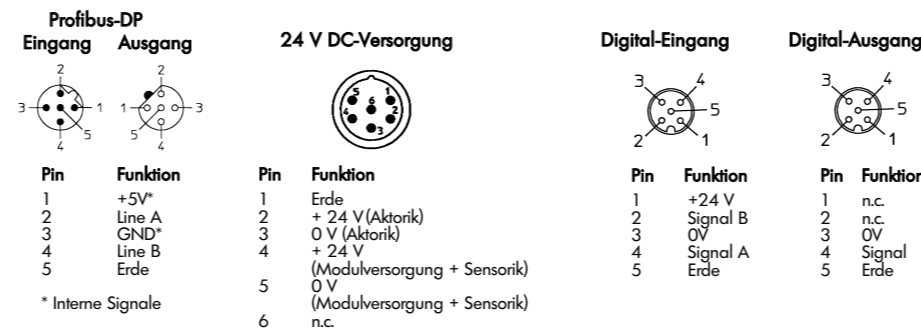 Profibus-DP
Eingang Ausgang
2
3 1
5
4
2
1 3
5
4
Pin Funktion
1 +5V*
2 Line A
3 GND*
4 Line B
5 Erde
* Interne Signale
24 V DC-Versorgung
5 1
6
4 2
3
Pin Funktion
1 Erde
2 + 24 V (Aktorik)
3 0 V (Aktorik)
4 + 24 V
(Modulversorgung + Sensorik)
5 0 V
(Modulversorgung + Sensorik)
6 n.c.
Digital-Eingang
3 4
5
2 1
Pin Funktion
1 +24 V
2 Signal B
3 0V
4 Signal A
5 Erde
Digital-Ausgang
3 4
5
2 1
Pin Funktion
1 n.c.
2 n.c.
3 0V
4 Signal
5 Erde